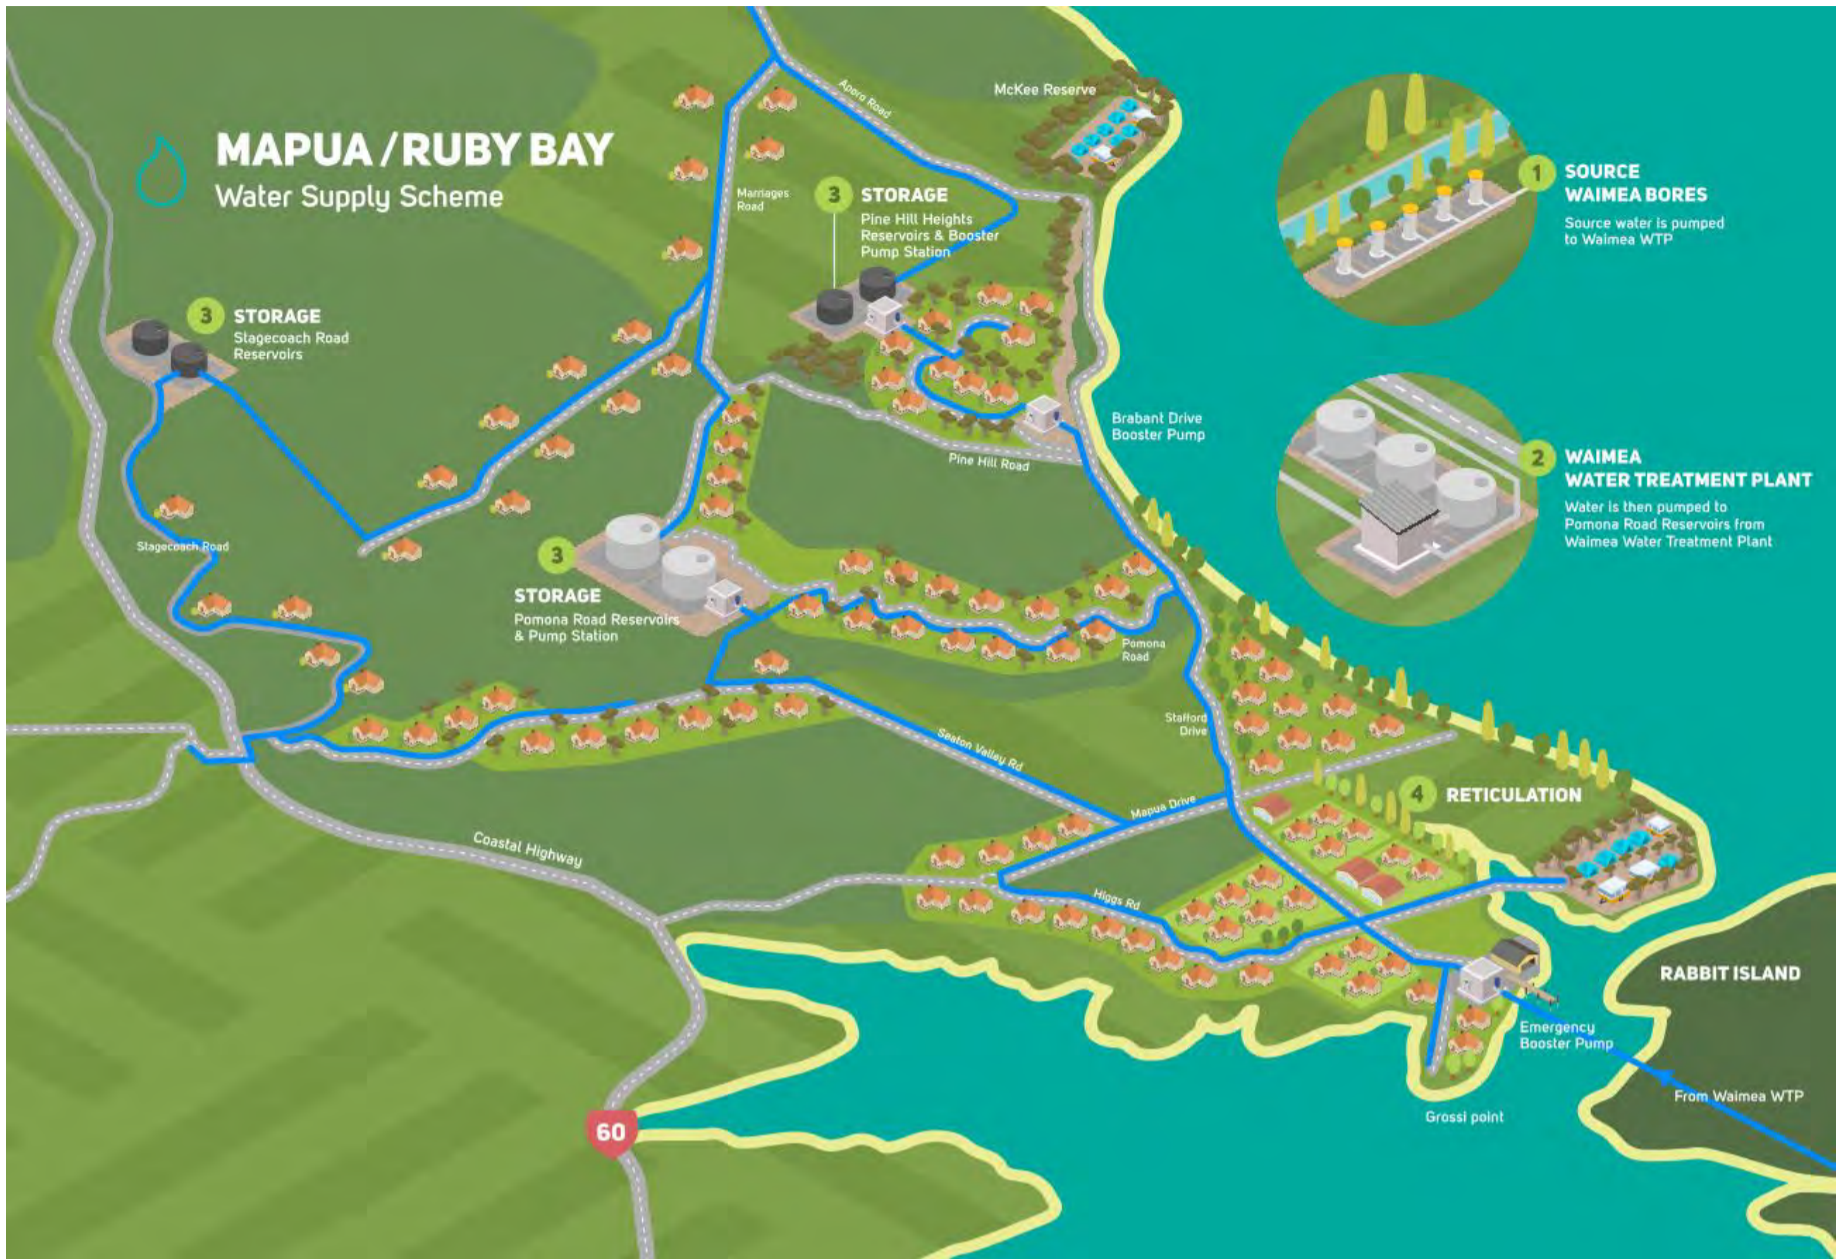 MAPUA / RUBY BAY
Water Supply Scheme
McKee Reserve
Aporo Road
Marriages
Road
3
STORAGE
Pine Hill Heights
Reservoirs & Booster
Pump Station
1
SOURCE
WAIMEA BORES
Source water is pumped
to Waimea WTP
3
STORAGE
Stagecoach Road
Reservoirs
Brabant Drive
Booster Pump
Pine Hill Road
2
WAIMEA
WATER TREATMENT PLANT
Water is then pumped to
Pomona Road Reservoirs from
Waimea Water Treatment Plant
Stagecoach Road
3
STORAGE
Pomona Road Reservoirs
& Pump Station
Pomona
Road
Stafford
Drive
Seaton Valley Rd
Mapua Drive
4
RETICULATION
Coastal Highway
Higgs Rd
RABBIT ISLAND
Emergency
Booster Pump
From Waimea WTP
Grossi point
60